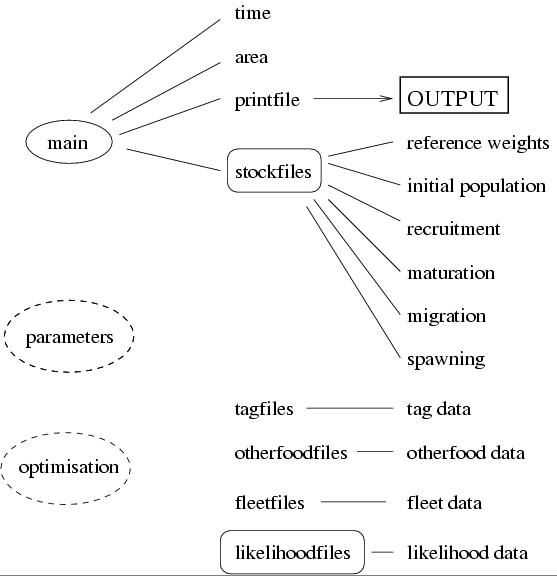 time
area
printfile
OUTPUT
main
reference weights
stockfiles
initial population
recruitment
maturation
migration
parameters
spawning
tagfiles
tag data
otherfoodfiles
otherfood data
optimisation
fleetfiles
fleet data
likelihoodfiles
likelihood data